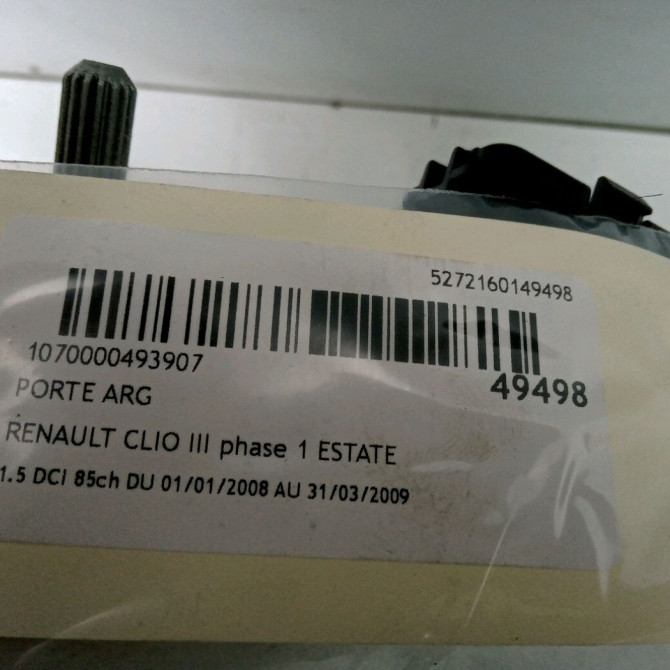 5272160149498
1070000493907
49498
PORTE ARG
RENAULT CLIO III phase 1 ESTATE
1.5 DCI 85ch DU 01/01/2008 AU 31/03/2009